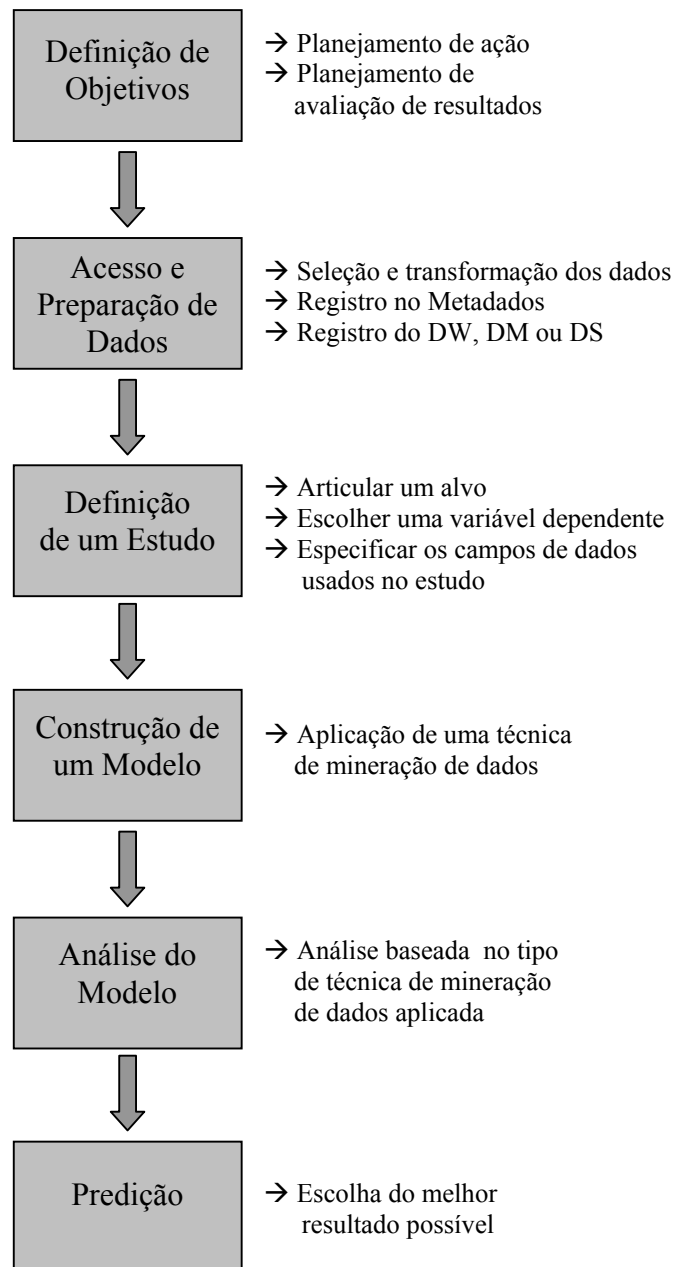 Definição de
Objetivos
→ Planejamento de ação
→ Planejamento de
avaliação de resultados
Acesso e
Preparação de
Dados
→ Seleção e transformação dos dados
→ Registro no Metadados
→ Registro do DW, DM ou DS
Definição
de um Estudo
→ Articular um alvo
→ Escolher uma variável dependente
→ Especificar os campos de dados
usados no estudo
Construção de
um Modelo
→ Aplicação de uma técnica
de mineração de dados
Análise do
Modelo
→ Análise baseada no tipo
de técnica de mineração
de dados aplicada
Predição
→ Escolha do melhor
resultado possível